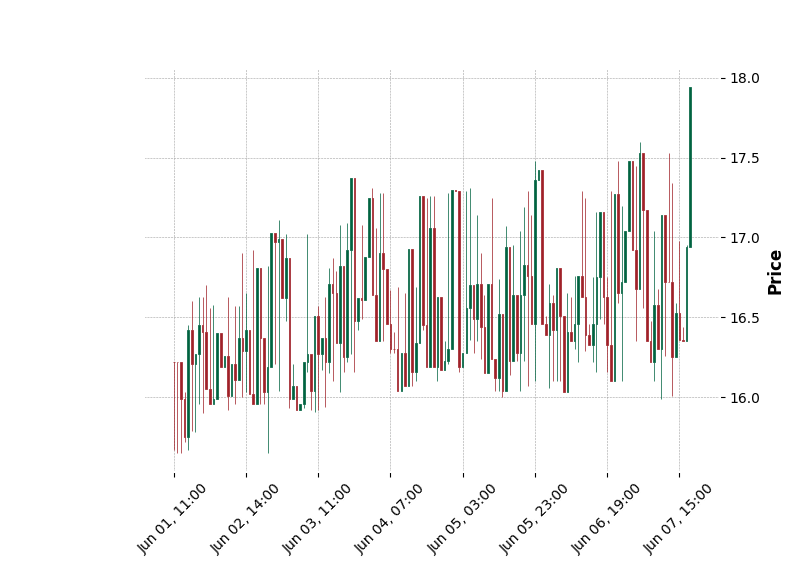 18.0
17.5
17.0
16.5
16.0
Price
Jun 01, 11:00
Jun 02, 14:00
Jun 03, 11:00
Jun 04, 07:00
Jun 05, 03:00
Jun 05, 23:00
Jun 06, 19:00
Jun 07, 15:00